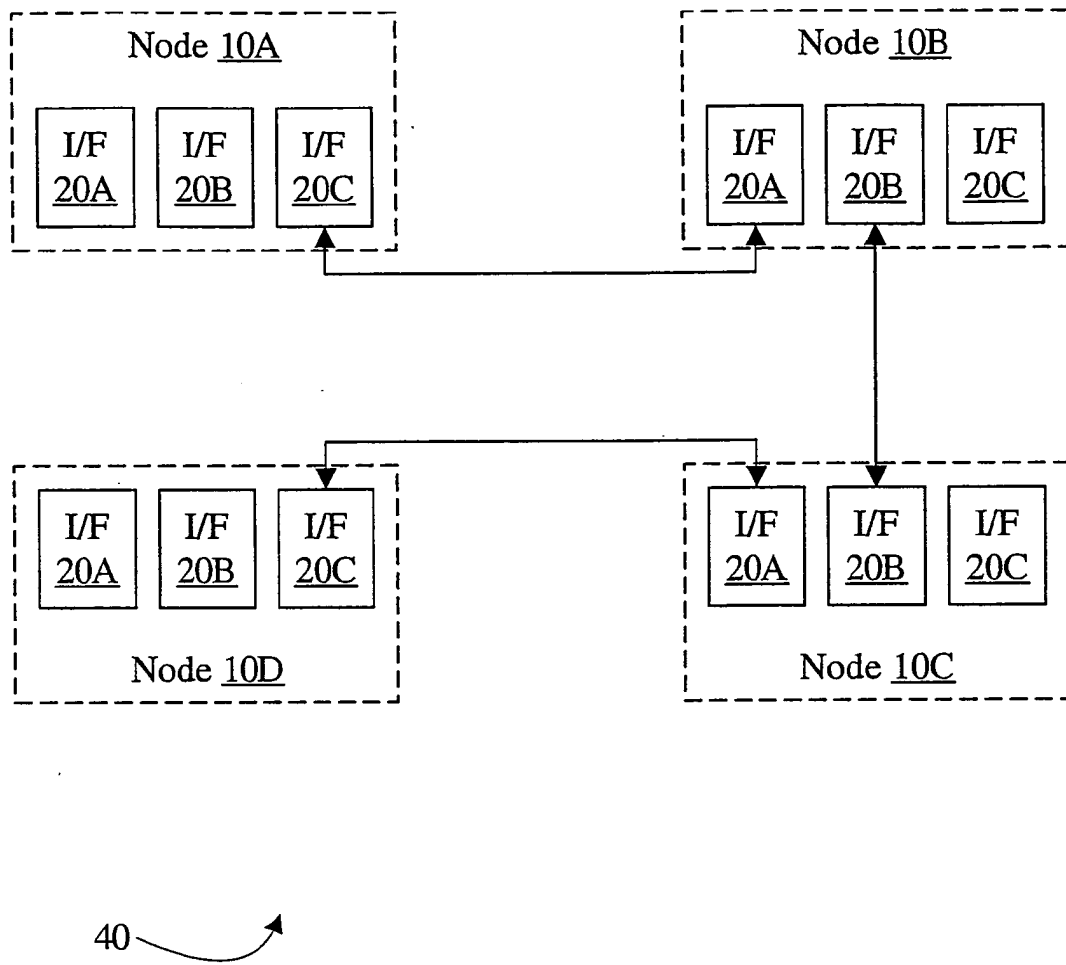 Node 10A
I/F 20A
I/F 20B
I/F 20C
Node 10B
I/F 20A
I/F 20B
I/F 20C
I/F 20A
I/F 20B
I/F 20C
Node 10D
I/F 20A
I/F 20B
I/F 20C
Node 10C
40